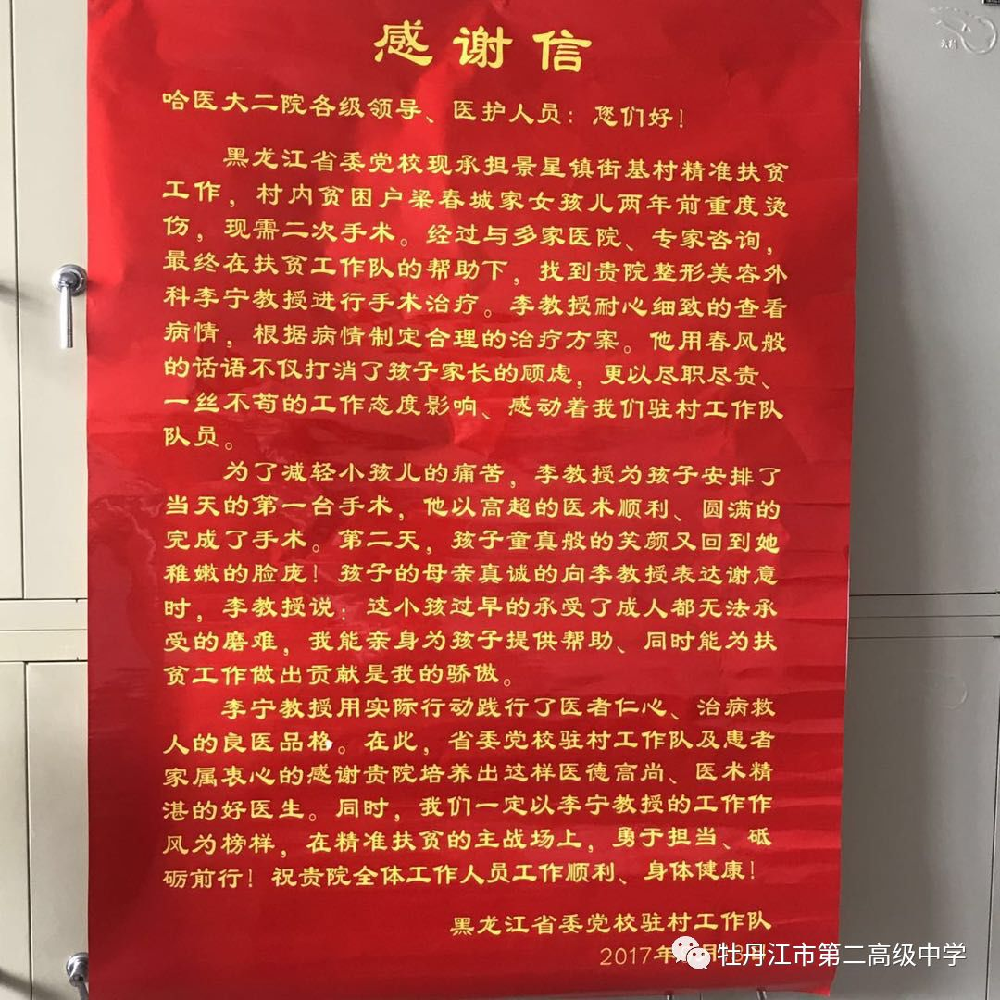 感谢信
哈医大二院各级领导、医护人员：您们好！
黑龙江省委党校现承担景星镇街基村精准扶贫
工作，村内贫困户梁春城家女孩儿两年前重度烫
伤，现需二次手术。经过与多家医院、专家咨询，
最终在扶贫工作队的帮助下，找到贵院整形美容外
科李宁教授进行手术治疗。李教授耐心细致的查看
病情，根据病情制定合理的治疗方案。他用春风般
的话语不仅打消了孩子家长的顾虑，更以尽职尽责、
一丝不苟的工作态度影响、感动着我们驻村工作队
队员。
为了减轻小孩儿的痛苦，李教授为孩子安排了
当天的第一台手术，他以高超的医术顺利、圆满的
完成了手术。第二天，孩子童真般的笑颜又回到她
稚嫩的脸庞！孩子的母亲真诚的向李教授表达谢意
时，李教授说：这小孩过早的承受了成人都无法承
受的磨难，我能亲身为孩子提供帮助、同时能为扶
贫工作做出贡献是我的骄傲。
李宁教授用实际行动践行了医者仁心、治病救
人的良医品格。在此，省委党校驻村工作队及患者
家属衷心的感谢贵院培养出这样医德高尚、医术精
湛的好医生。同时，我们一定以李宁教授的工作作
风为榜样，在精准扶贫的主战场上，勇于担当、砥
砺前行！祝贵院全体工作人员工作顺利、身体健康！
黑龙江省委党校驻村工作队
2017年
牡丹江市第二高级中学